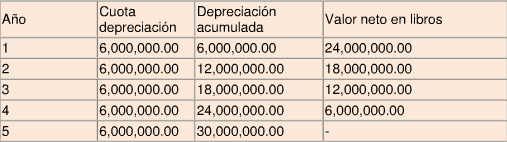 Año Cuota depreciación Depreciación acumulada Valor neto en libros
1 6,000,000.00 6,000,000.00 24,000,000.00
2 6,000,000.00 12,000,000.00 18,000,000.00
3 6,000,000.00 18,000,000.00 12,000,000.00
4 6,000,000.00 24,000,000.00 6,000,000.00
5 6,000,000.00 30,000,000.00 -